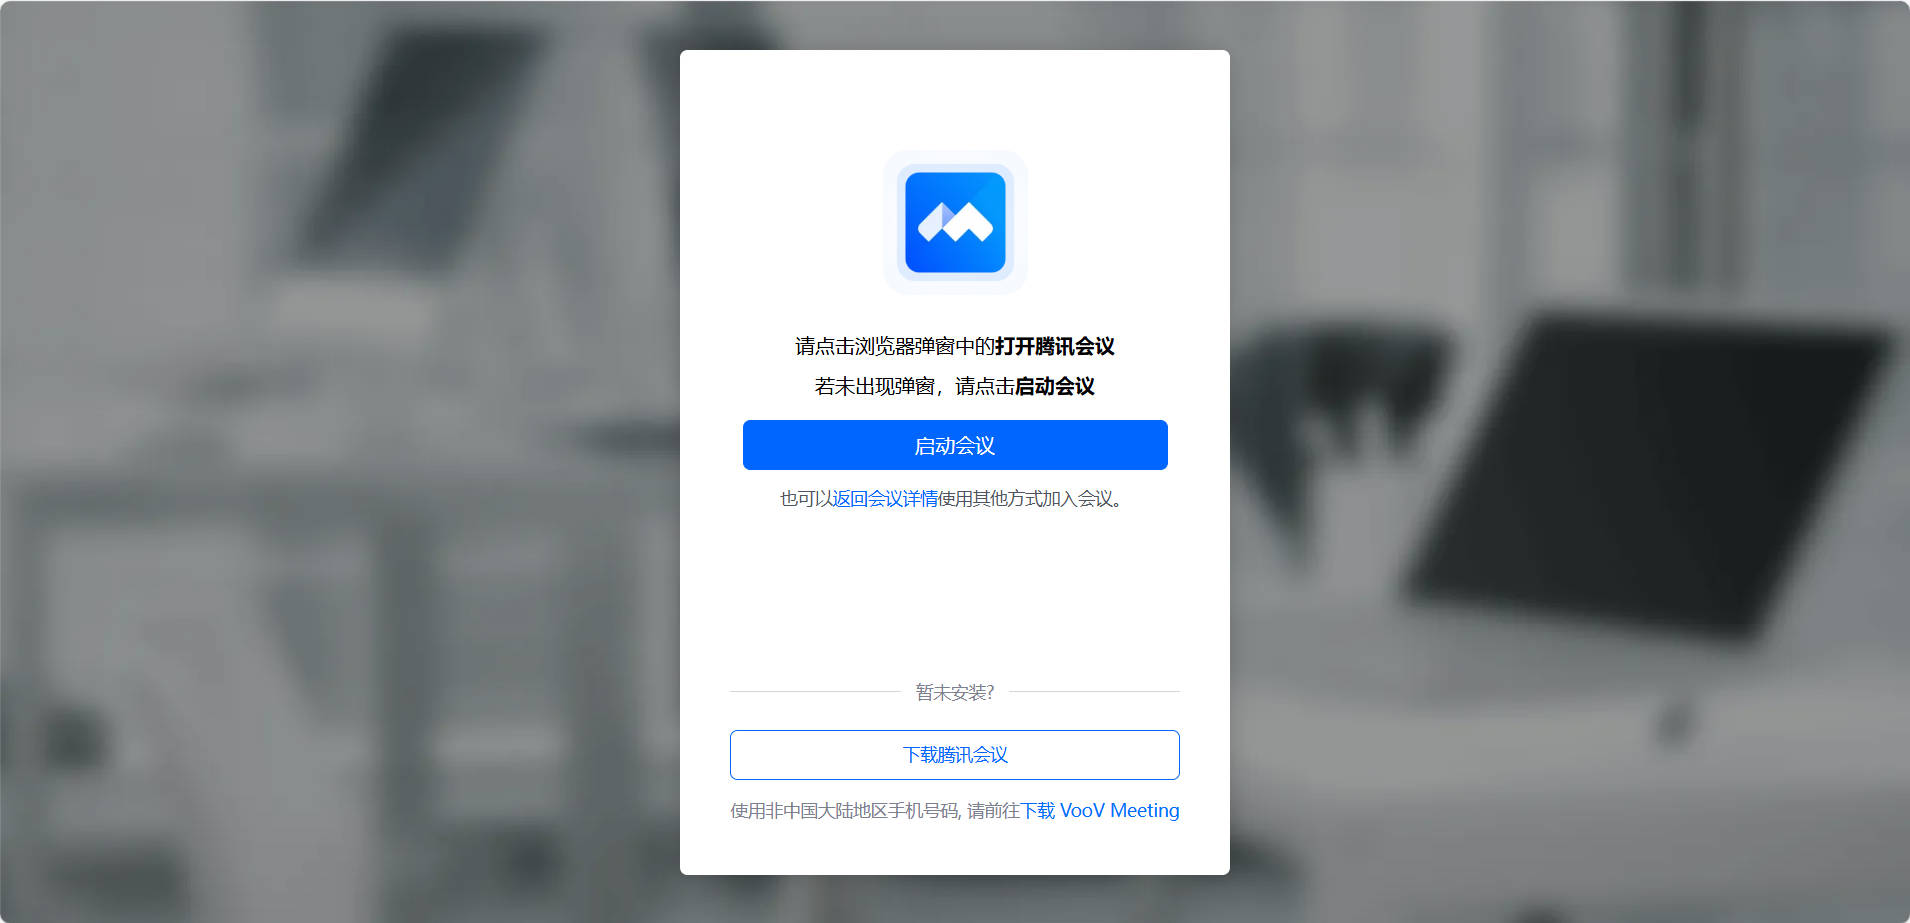 请点击浏览器弹窗中的打开腾讯会议
若未出现弹窗，请点击启动会议
启动会议
也可以返回会议详情使用其他方式加入会议。
暂未安装?
下载腾讯会议
使用非中国大陆地区手机号码, 请前往下载 VooV Meeting